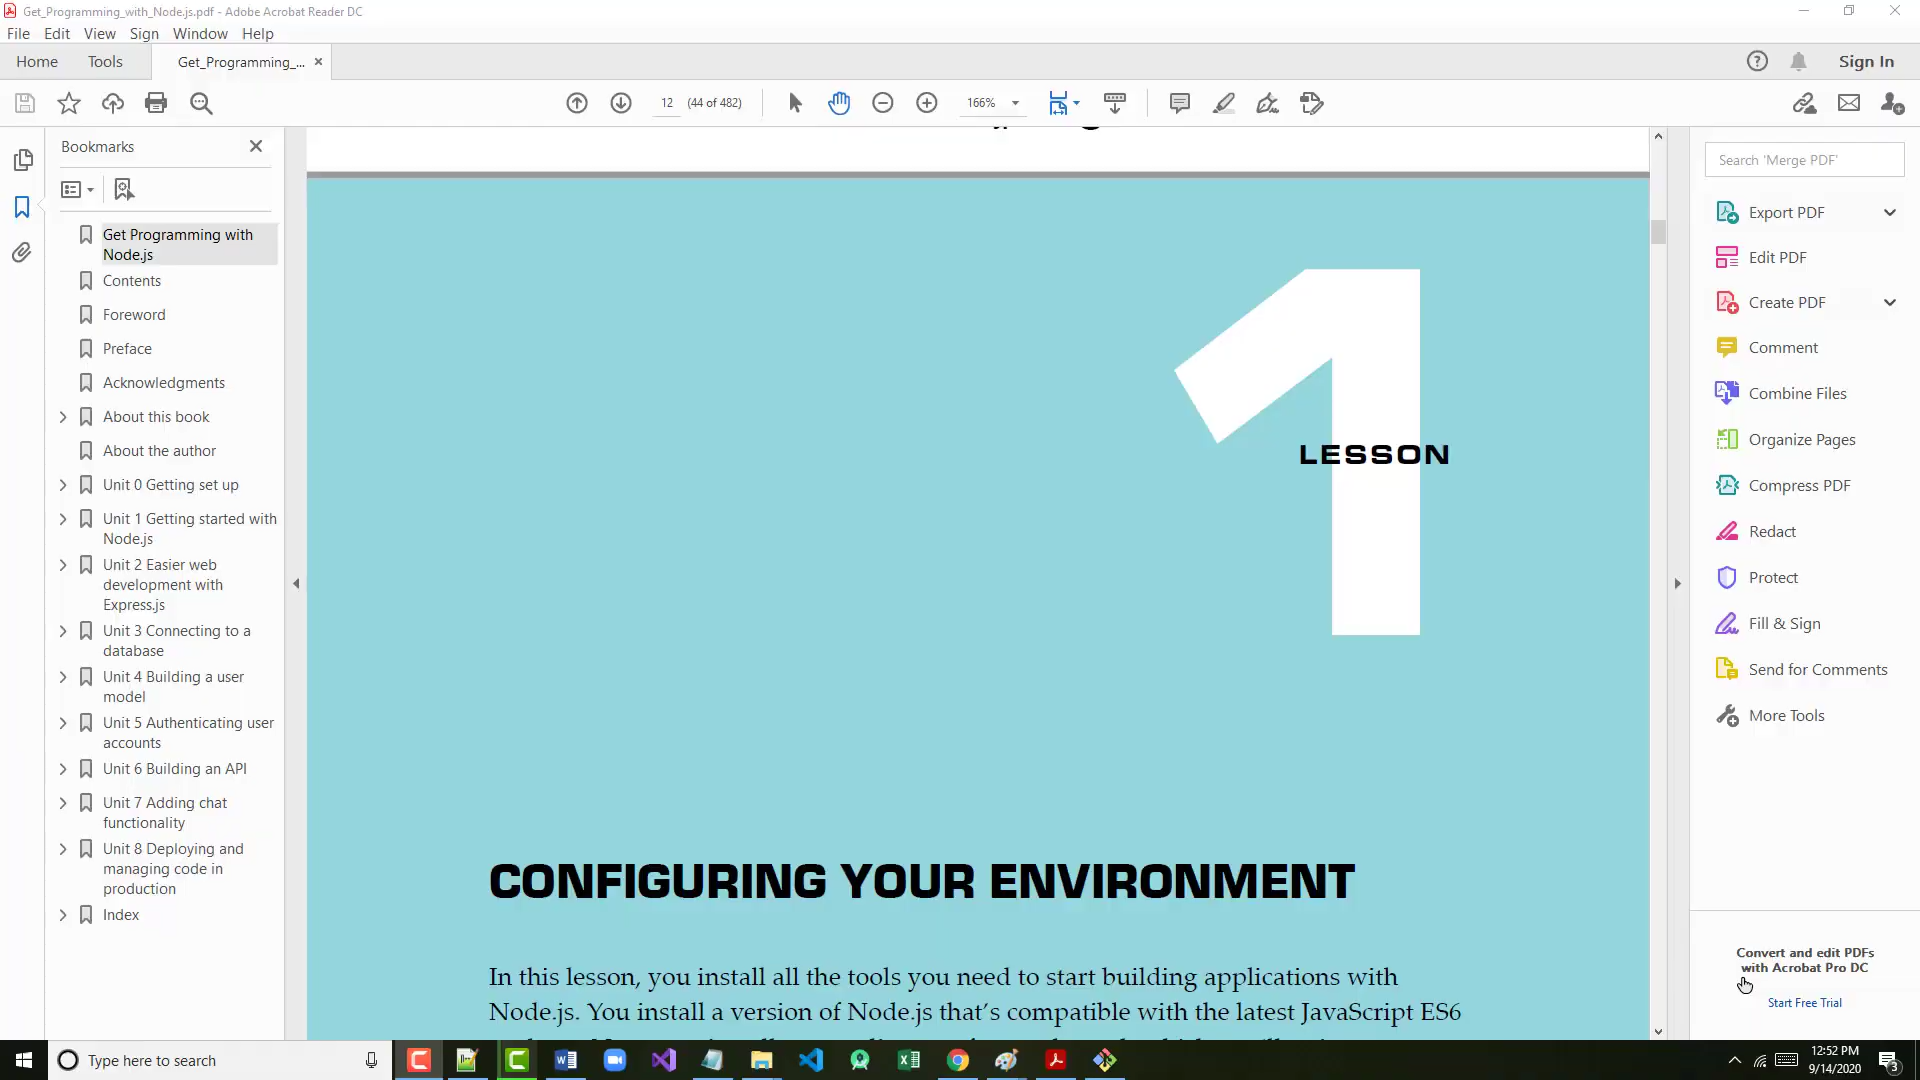 Get_Programming_with_Node.js.pdf - Adobe Acrobat Reader DC
File Edit View Sign Window Help
Home Tools Get_Programming_... × Sign In
12 (44 of 482) 166%
Bookmarks
Get Programming with
Node.js
Contents
Foreword
Preface
Acknowledgments
About this book
About the author
Unit 0 Getting set up
Unit 1 Getting started with
Node.js
Unit 2 Easier web
development with
Express.js
Unit 3 Connecting to a
database
Unit 4 Building a user
model
Unit 5 Authenticating user
accounts
Unit 6 Building an API
Unit 7 Adding chat
functionality
Unit 8 Deploying and
managing code in
production
Index
1
LESSON
CONFIGURING YOUR ENVIRONMENT
In this lesson, you install all the tools you need to start building applications with
Node.js. You install a version of Node.js that’s compatible with the latest JavaScript ES6
Search 'Merge PDF'
Export PDF
Edit PDF
Create PDF
Comment
Combine Files
Organize Pages
Compress PDF
Redact
Protect
Fill & Sign
Send for Comments
More Tools
Convert and edit PDFs
with Acrobat Pro DC
Start Free Trial
Type here to search
12:52 PM
9/14/2020
3